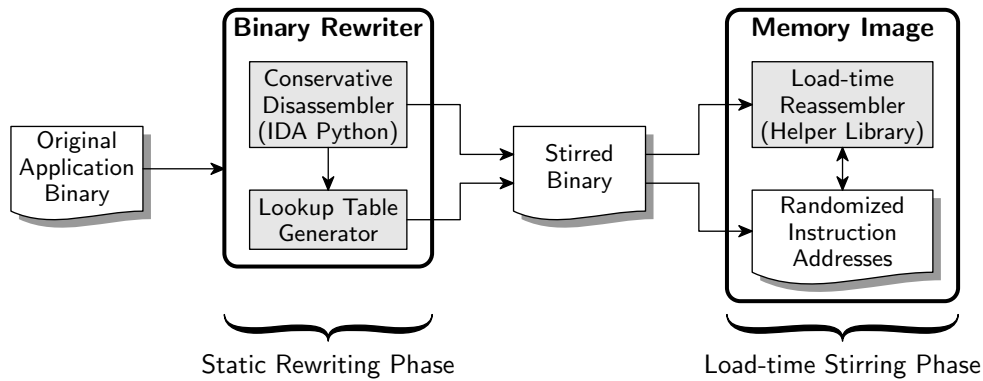 Binary Rewriter
Memory Image
Original
Application
Binary
Conservative
Disassembler
(IDA Python)
Lookup Table
Generator
Stirred
Binary
Load-time
Reassembler
(Helper Library)
Randomized
Instruction
Addresses
Static Rewriting Phase
Load-time Stirring Phase